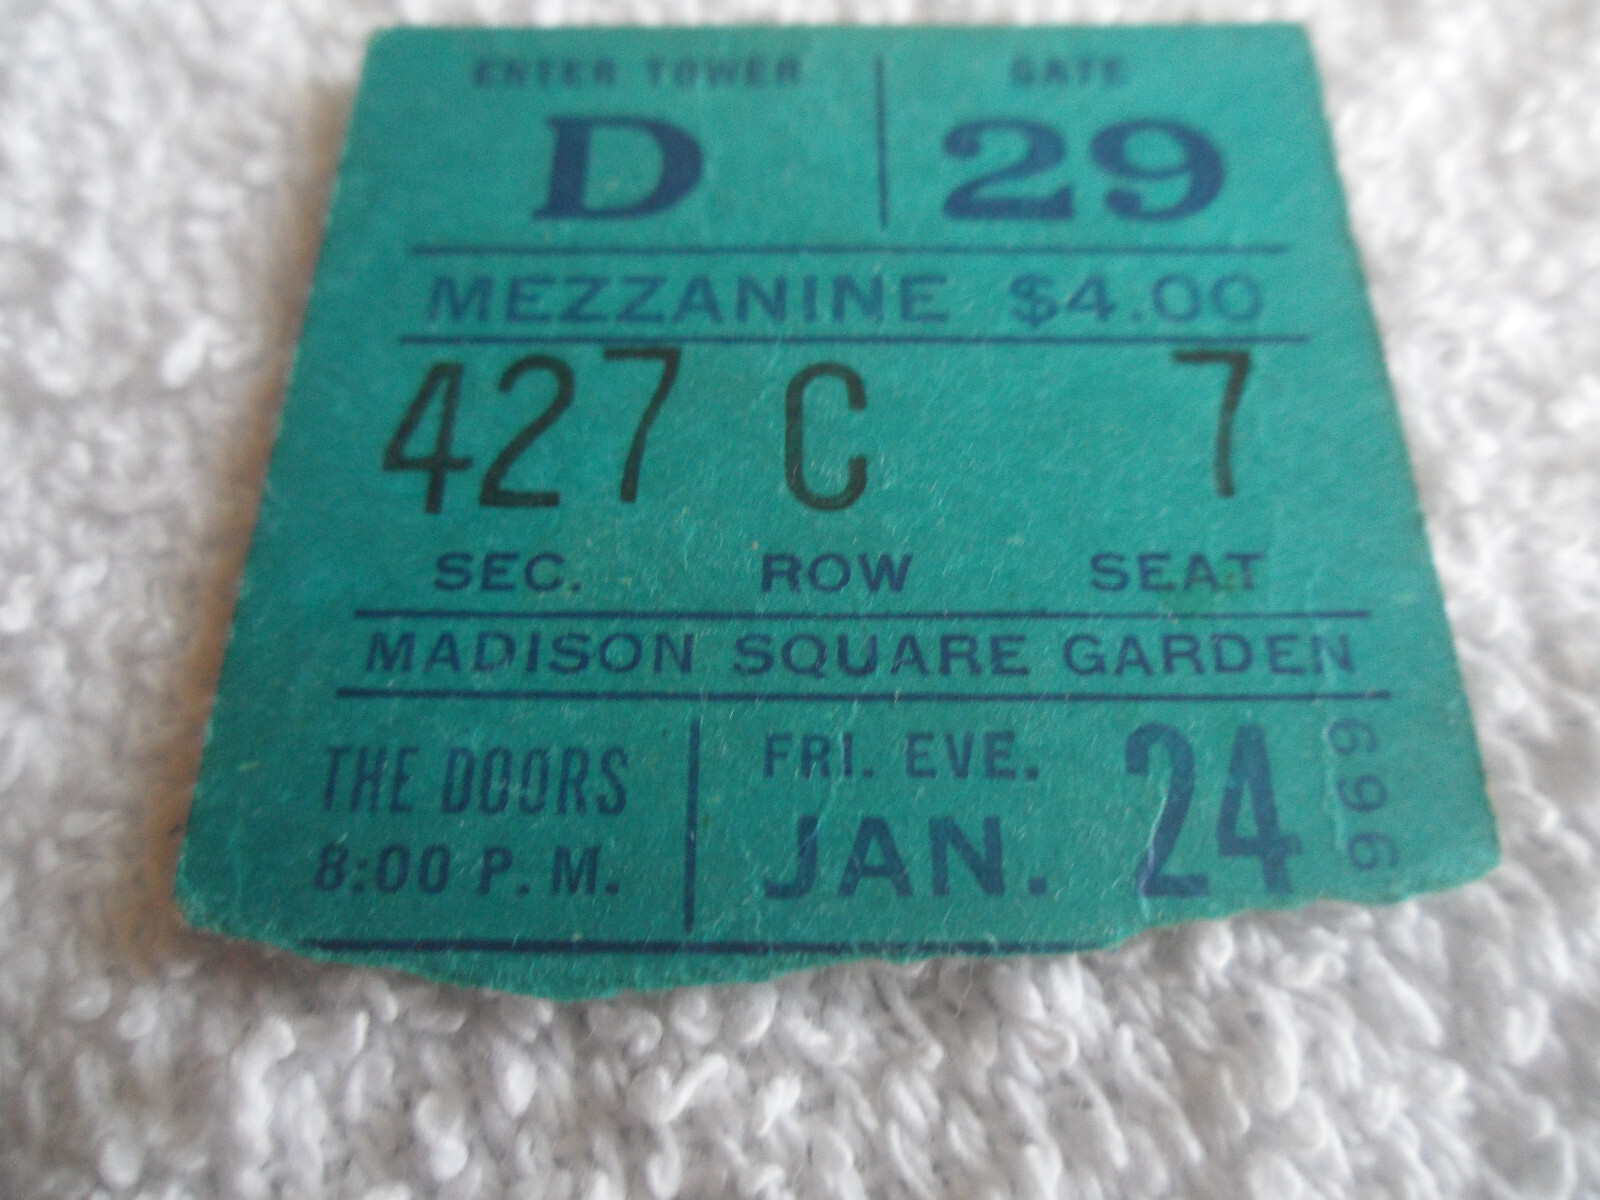 ENTER TOWER GATE
D 29
MEZZANINE $4.00
427 C 7
SEC. ROW SEAT
MADISON SQUARE GARDEN
THE DOORS
8:00 P.M.
FRI. EVE.
JAN. 24
6696